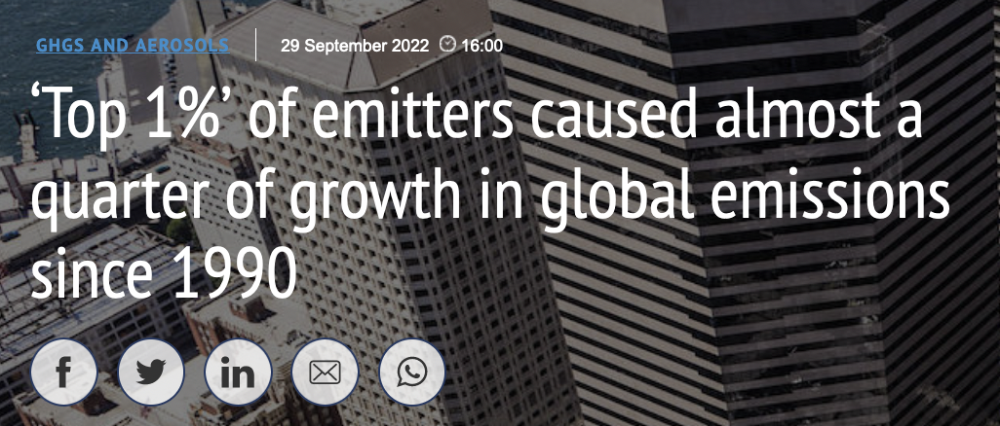 GHGS AND AEROSOLS
29 September 2022 16:00
‘Top 1%’ of emitters caused almost a
quarter of growth in global emissions
since 1990